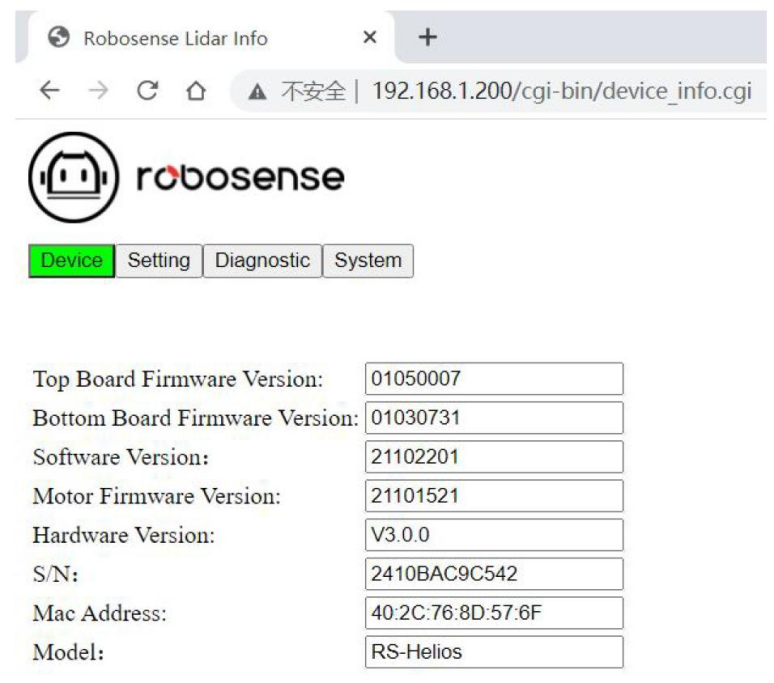 Robosense Lidar Info
不安全 | 192.168.1.200/cgi-bin/device_info.cgi
robosense
Device Setting Diagnostic System
Top Board Firmware Version: 01050007
Bottom Board Firmware Version: 01030731
Software Version： 21102201
Motor Firmware Version: 21101521
Hardware Version: V3.0.0
S/N： 2410BAC9C542
Mac Address: 40:2C:76:8D:57:6F
Model： RS-Helios